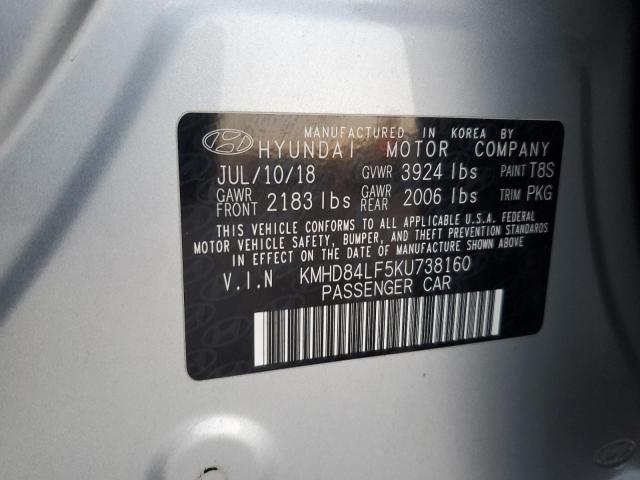 MANUFACTURED IN KOREA BY
HYUNDAI MOTOR COMPANY
JUL/10/18 GVWR 3924 lbs PAINT T8S
GAWR FRONT 2183 lbs GAWR REAR 2006 lbs TRIM PKG
THIS VEHICLE CONFORMS TO ALL APPLICABLE U.S.A. FEDERAL
MOTOR VEHICLE SAFETY, BUMPER, AND THEFT PREVENTION STANDARDS
IN EFFECT ON THE DATE OF MANUFACTURE SHOWN ABOVE.
V.I.N KMHD84LF5KU738160
PASSENGER CAR